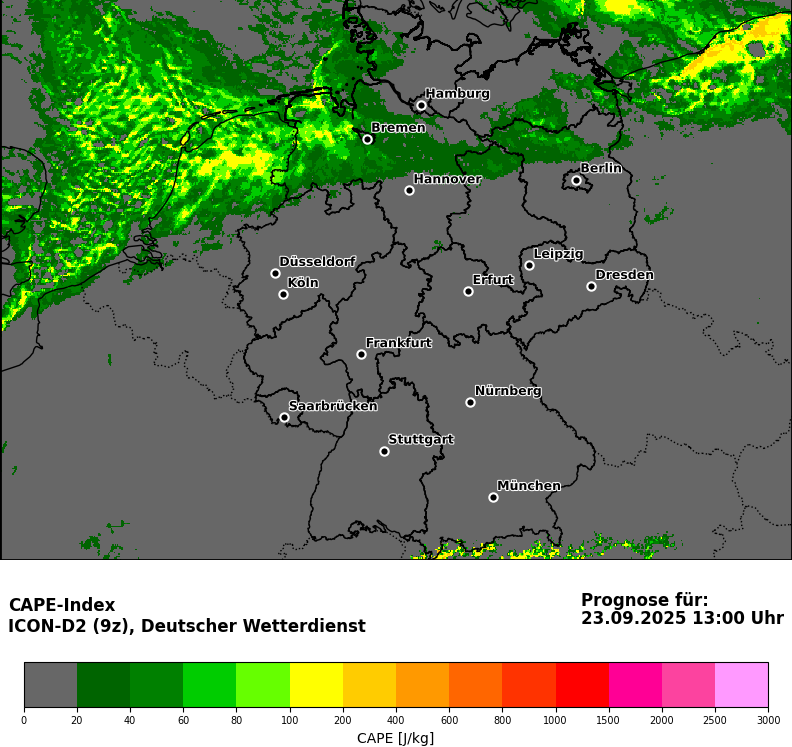 Hamburg
Bremen
Berlin
Hannover
Leipzig
Düsseldorf
Dresden
Köln
Erfurt
Frankfurt
Nürnberg
Saarbrücken
Stuttgart
München
CAPE-Index
ICON-D2 (9z), Deutscher Wetterdienst
Prognose für:
23.09.2025 13:00 Uhr
0 20 40 60 80 100 200 400 600 800 1000 1500 2000 2500 3000
CAPE [J/kg]